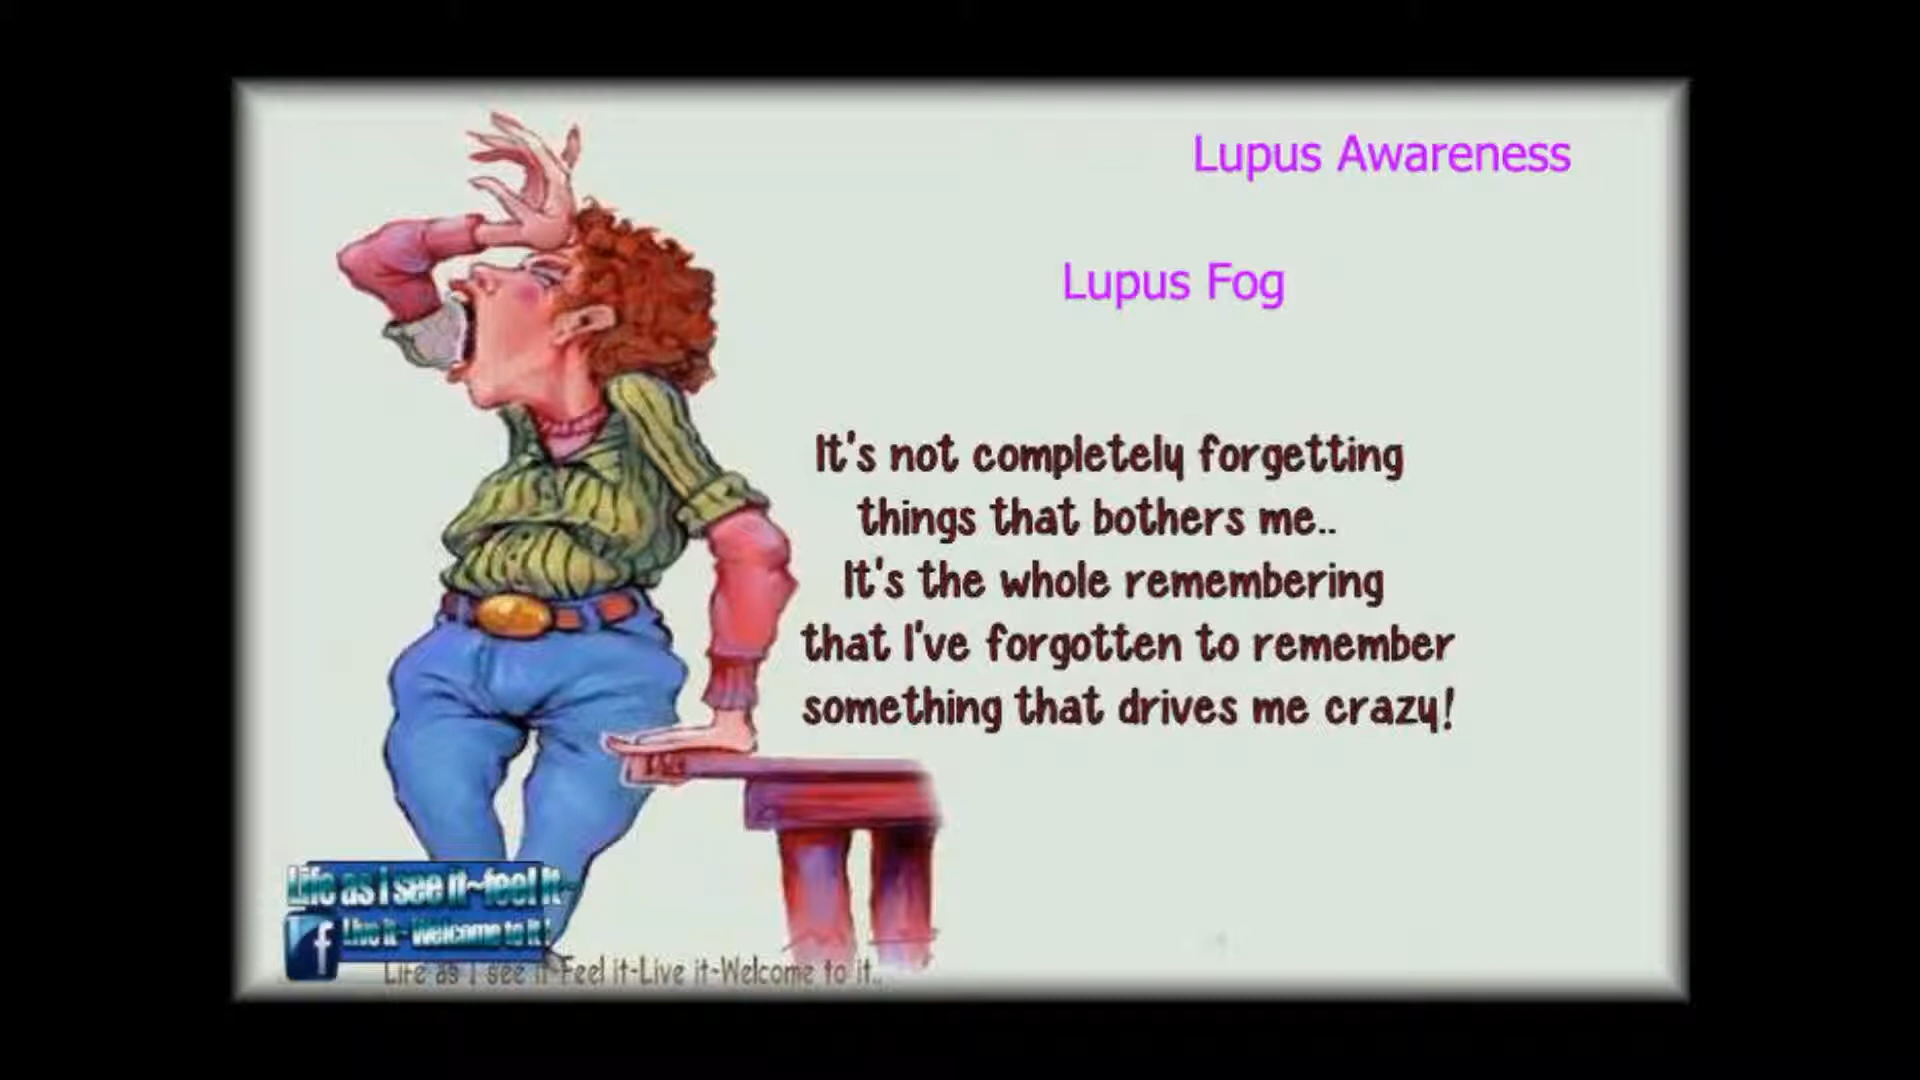 Lupus Awareness
Lupus Fog
It's not completely forgetting
things that bothers me..
It's the whole remembering
that I've forgotten to remember
something that drives me crazy!
Life as I see it~feel it~
f Live it~Welcome to it!
Life as I see it-Feel it-Live it-Welcome to it..